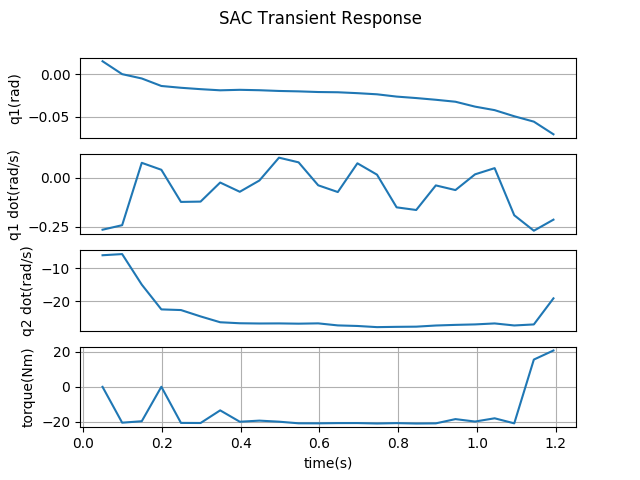 SAC Transient Response
q1(rad)
0.00
−0.05
q1 dot(rad/s)
0.00
−0.25
q2 dot(rad/s)
−10
−20
torque(Nm)
20
0
−20
0.0 0.2 0.4 0.6 0.8 1.0 1.2
time(s)